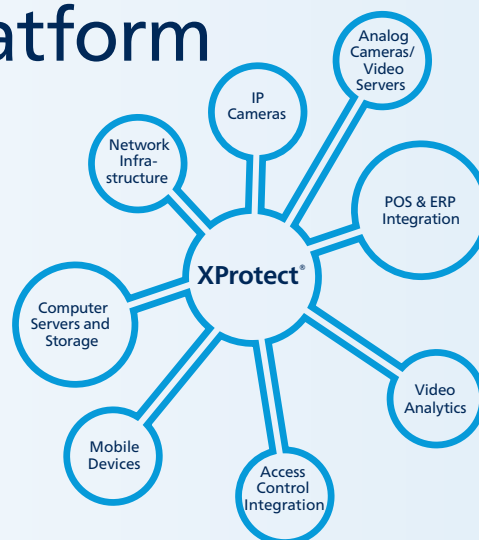 atform
Analog
Cameras/
Video
Servers
IP
Cameras
Network
Infra-
structure
POS & ERP
Integration
XProtect®
Computer
Servers and
Storage
Video
Analytics
Mobile
Devices
Access
Control
Integration